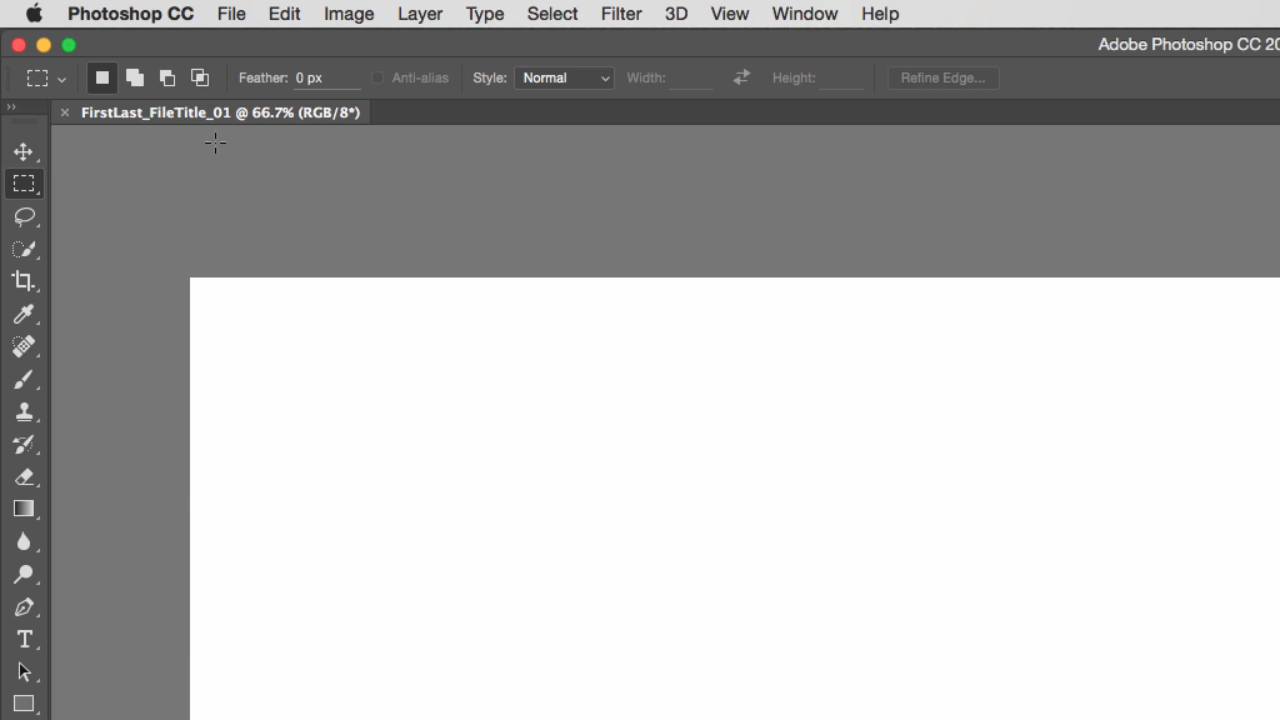 Photoshop CC File Edit Image Layer Type Select Filter 3D View Window Help
Adobe Photoshop CC 20
Feather: 0 px Anti-alias Style: Normal Width: Height: Refine Edge...
FirstLast_FileTitle_01 @ 66.7% (RGB/8*)